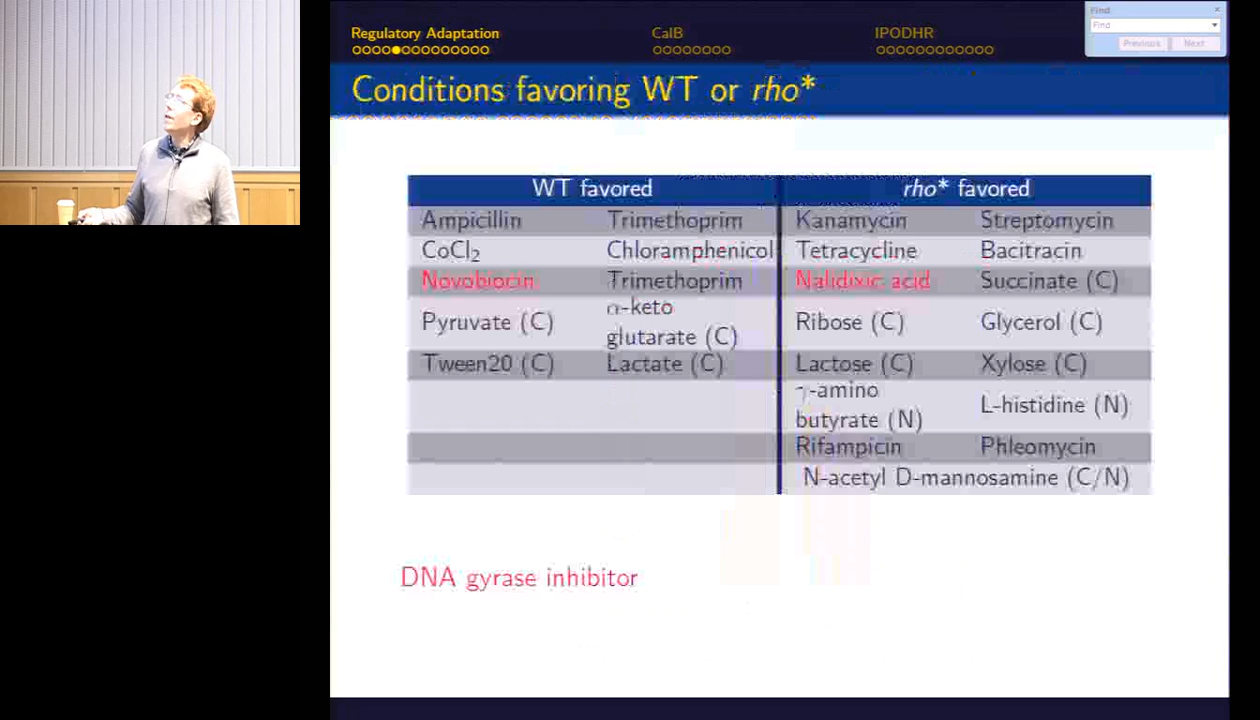 Regulatory Adaptation CalB IPODHR
Find
Find
Previous Next
Conditions favoring WT or rho*
WT favored rho* favored
Ampicillin Trimethoprim Kanamycin Streptomycin
CoCl₂ Chloramphenicol Tetracycline Bacitracin
Novobiocin Trimethoprim Nalidixic acid Succinate (C)
Pyruvate (C) α-keto glutarate (C) Ribose (C) Glycerol (C)
Tween20 (C) Lactate (C) Lactose (C) Xylose (C)
γ-amino butyrate (N) L-histidine (N)
Rifampicin Phleomycin
N-acetyl D-mannosamine (C/N)
DNA gyrase inhibitor